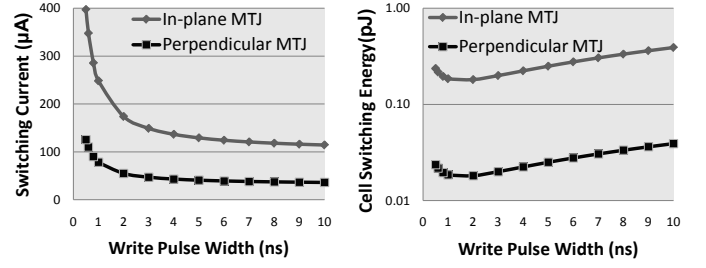 Switching Current (µA)
400
300
200
100
0
In-plane MTJ
Perpendicular MTJ
0 1 2 3 4 5 6 7 8 9 10
Write Pulse Width (ns)
Cell Switching Energy(pJ)
1.00
0.10
0.01
In-plane MTJ
Perpendicular MTJ
0 1 2 3 4 5 6 7 8 9 10
Write Pulse Width (ns)